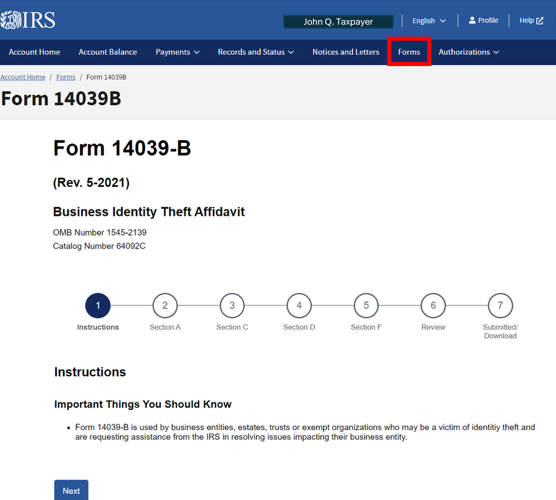 IRS
John Q. Taxpayer
English
Profile
Help
Account Home
Account Balance
Payments
Records and Status
Notices and Letters
Forms
Authorizations
Account Home / Forms / Form 14039B
Form 14039B
Form 14039-B
(Rev. 5-2021)
Business Identity Theft Affidavit
OMB Number 1545-2139
Catalog Number 64092C
1
2
3
4
5
6
7
Instructions
Section A
Section C
Section D
Section F
Review
Submitted/
Download
Instructions
Important Things You Should Know
• Form 14039-B is used by business entities, estates, trusts or exempt organizations who may be a victim of identitiy theft and
are requesting assistance from the IRS in resolving issues impacting their business entity.
Next